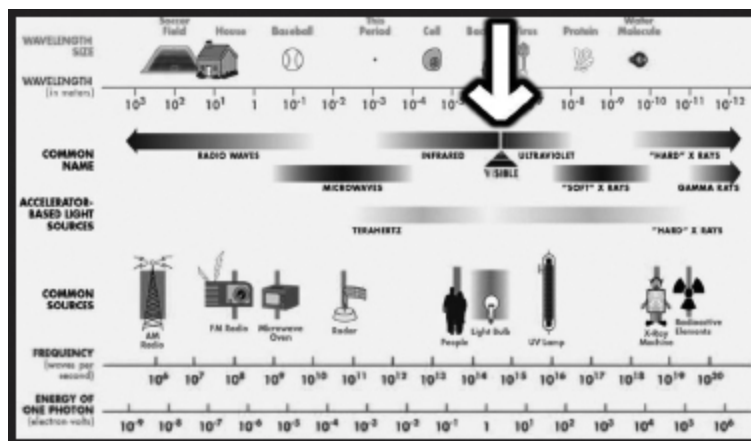 Soccer Field House Baseball This Period Cell Protein Water Molecule
WAVELENGTH SIZE
WAVELENGTH (in meters)
10³ 10² 10¹ 1 10⁻¹ 10⁻² 10⁻³ 10⁻⁴ 10⁻⁸ 10⁻⁹ 10⁻¹⁰ 10⁻¹¹ 10⁻¹²
COMMON NAME
RADIO WAVES INFRARED ULTRAVIOLET "HARD" X RAYS
MICROWAVES VISIBLE "SOFT" X RAYS GAMMA RAYS
ACCELERATOR-BASED LIGHT SOURCES
TERAHERTZ "HARD" X RAYS
COMMON SOURCES
AM Radio FM Radio Microwave Oven Radar People Light Bulb UV Lamp X-Ray Machine Radioactive Elements
FREQUENCY (waves per second)
10⁶ 10⁷ 10⁸ 10⁹ 10¹⁰ 10¹¹ 10¹² 10¹³ 10¹⁴ 10¹⁵ 10¹⁶ 10¹⁷ 10¹⁸ 10¹⁹ 10²⁰
ENERGY OF ONE PHOTON (electron-volts)
10⁻⁹ 10⁻⁸ 10⁻⁷ 10⁻⁶ 10⁻⁵ 10⁻⁴ 10⁻³ 10⁻² 10⁻¹ 1 10¹ 10² 10³ 10⁴ 10⁵ 10⁶